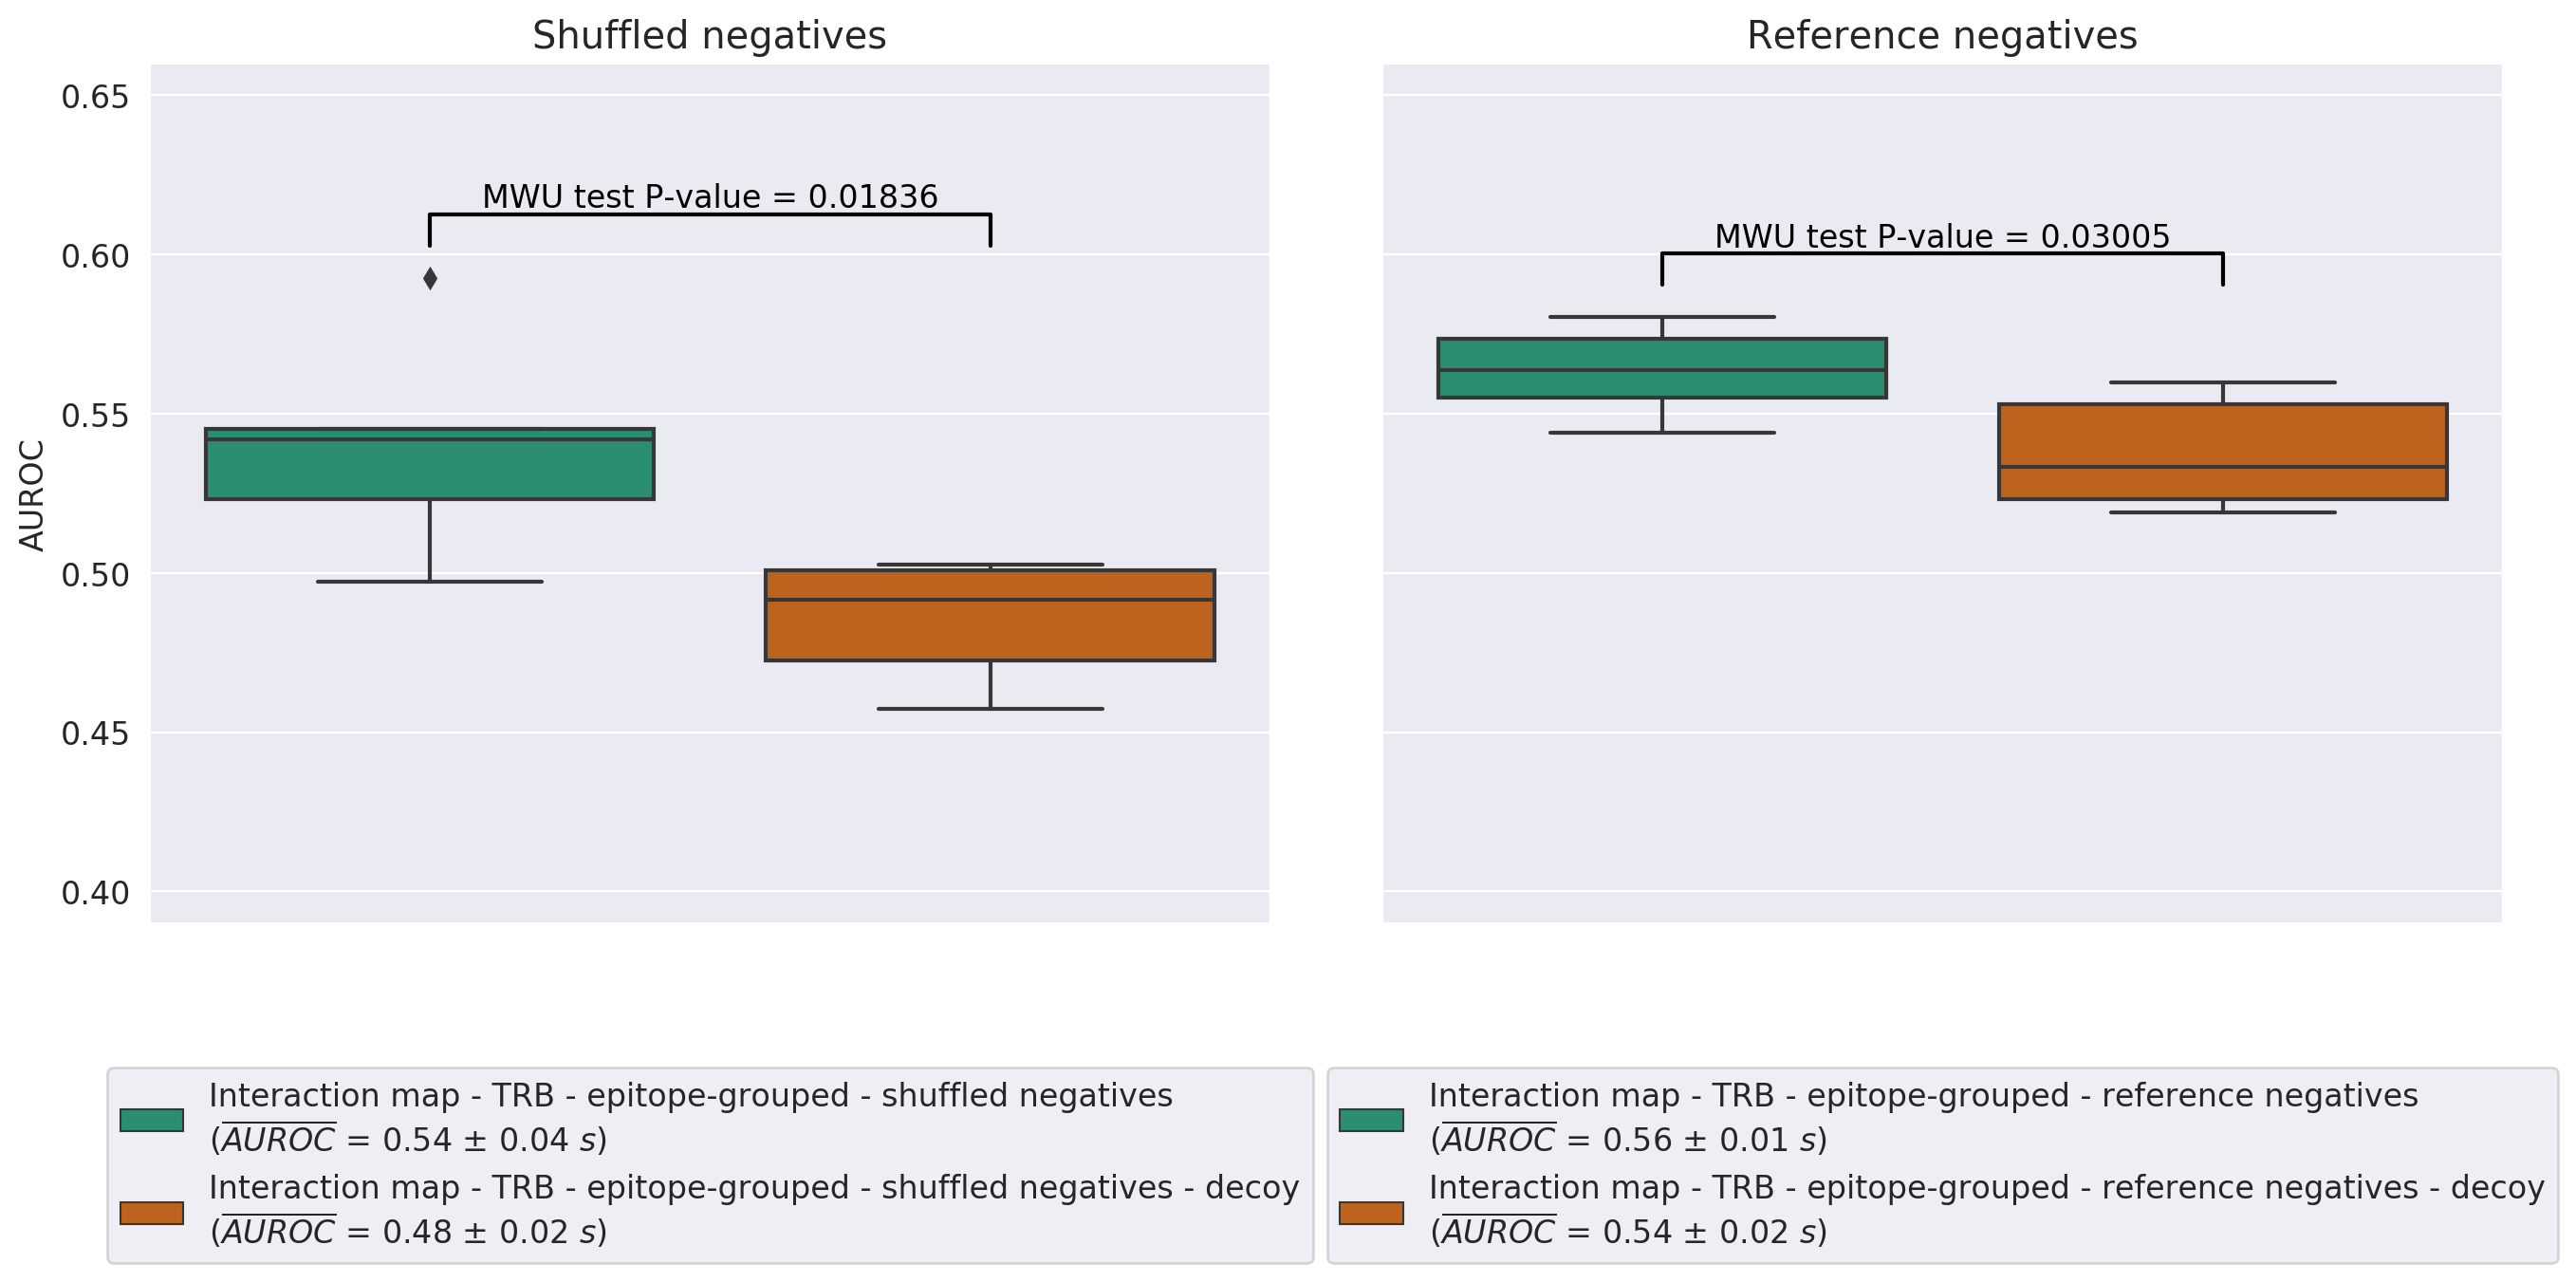 Shuffled negatives
Reference negatives
0.65
0.60
0.55
0.50
0.45
0.40
AUROC
MWU test P-value = 0.01836
MWU test P-value = 0.03005
Interaction map - TRB - epitope-grouped - shuffled negatives
(AUROC = 0.54 ± 0.04 s)
Interaction map - TRB - epitope-grouped - shuffled negatives - decoy
(AUROC = 0.48 ± 0.02 s)
Interaction map - TRB - epitope-grouped - reference negatives
(AUROC = 0.56 ± 0.01 s)
Interaction map - TRB - epitope-grouped - reference negatives - decoy
(AUROC = 0.54 ± 0.02 s)